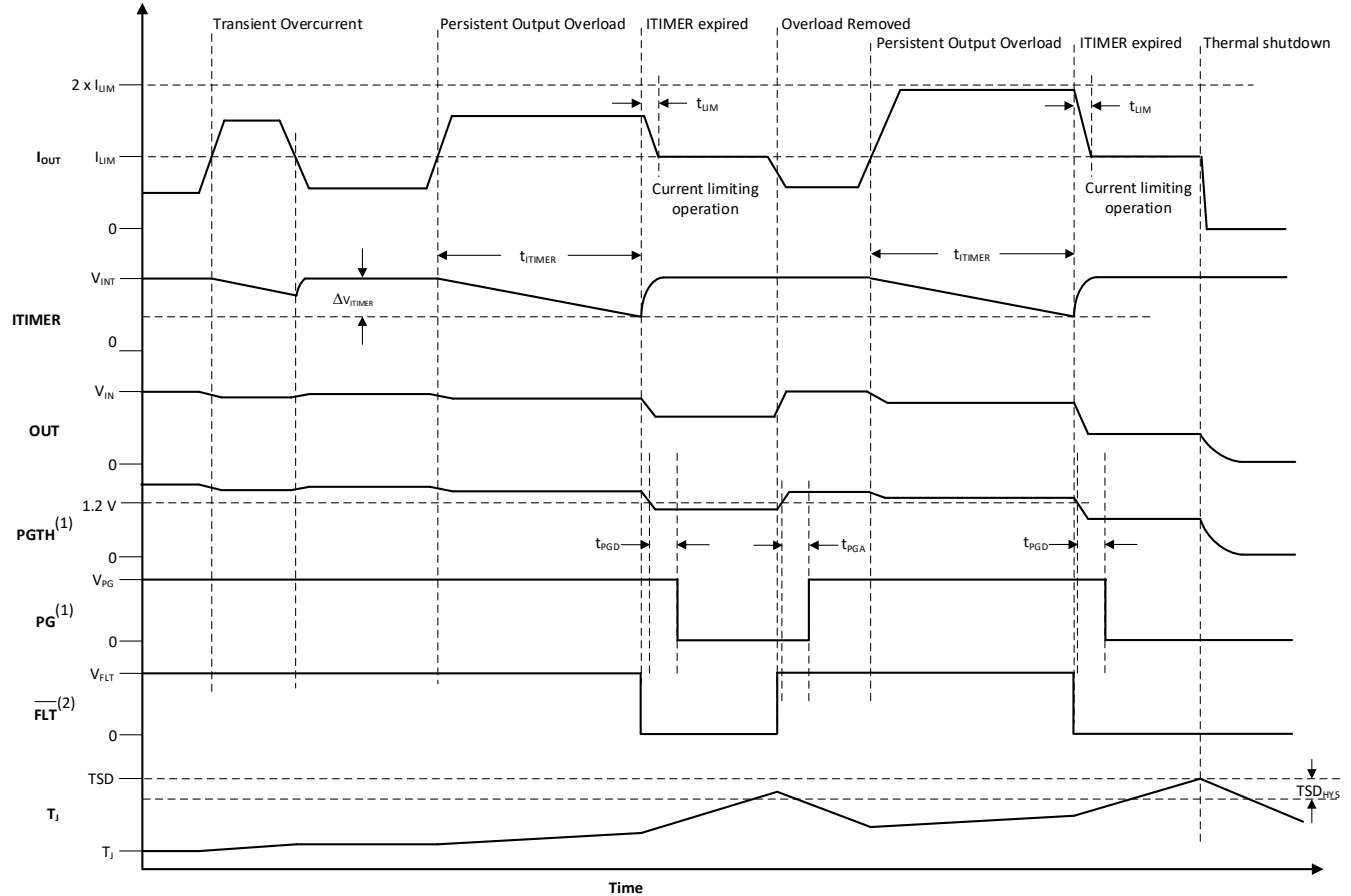 Transient Overcurrent
Persistent Output Overload
ITIMER expired
Overload Removed
Persistent Output Overload
ITIMER expired
Thermal shutdown
2 x ILIM
tLIM
tLIM
IOUT
ILIM
Current limiting
operation
Current limiting
operation
0
VINT
tITIMER
tITIMER
ΔVITIMER
ITIMER
0
VIN
OUT
0
1.2 V
PGTH(1)
tPGD
tPGA
tPGD
0
VPG
PG(1)
0
VFLT
FLT(2)
0
TSD
TSDHYS
TJ
TJ
Time